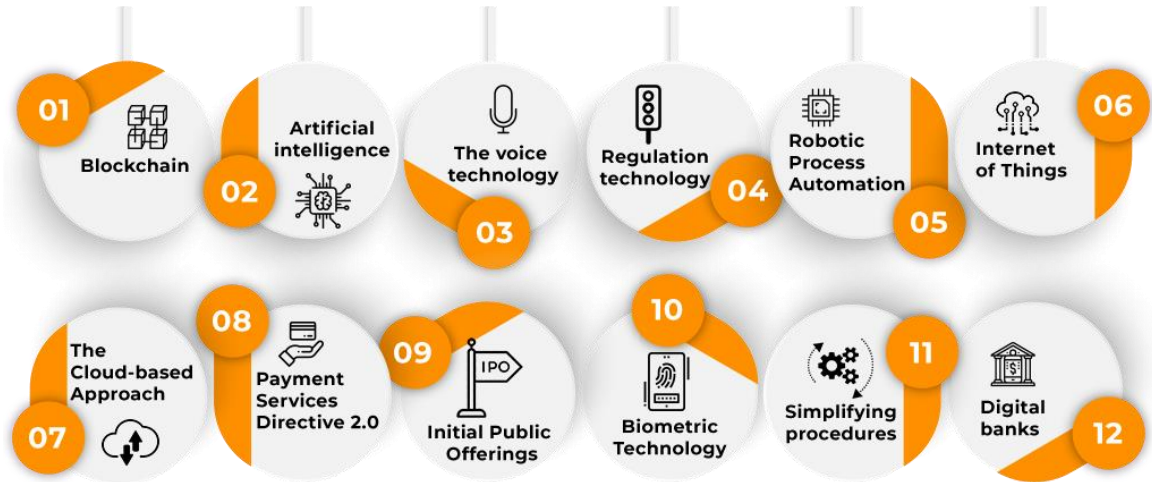 01
Blockchain
02
Artificial
intelligence
03
The voice
technology
04
Regulation
technology
05
Robotic
Process
Automation
06
Internet
of Things
07
The
Cloud-based
Approach
08
Payment
Services
Directive 2.0
09
IPO
Initial Public
Offerings
10
Biometric
Technology
11
Simplifying
procedures
12
$
Digital
banks